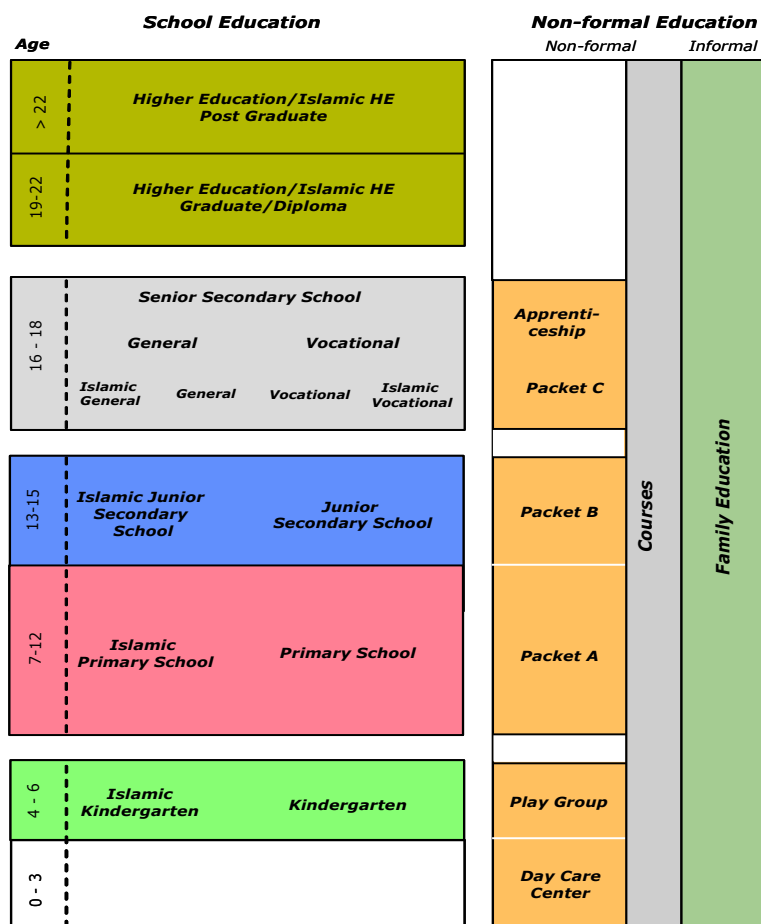 School Education
Non-formal Education
Age
Non-formal
Informal
> 22
Higher Education/Islamic HE
Post Graduate
19-22
Higher Education/Islamic HE
Graduate/Diploma
16 - 18
Senior Secondary School
General
Vocational
Islamic
General
General
Vocational
Islamic
Vocational
Apprenti-
ceship
Packet C
13-15
Islamic Junior
Secondary
School
Junior
Secondary School
Packet B
Courses
Family Education
7-12
Islamic
Primary School
Primary School
Packet A
4 - 6
Islamic
Kindergarten
Kindergarten
Play Group
0 - 3
Day Care
Center